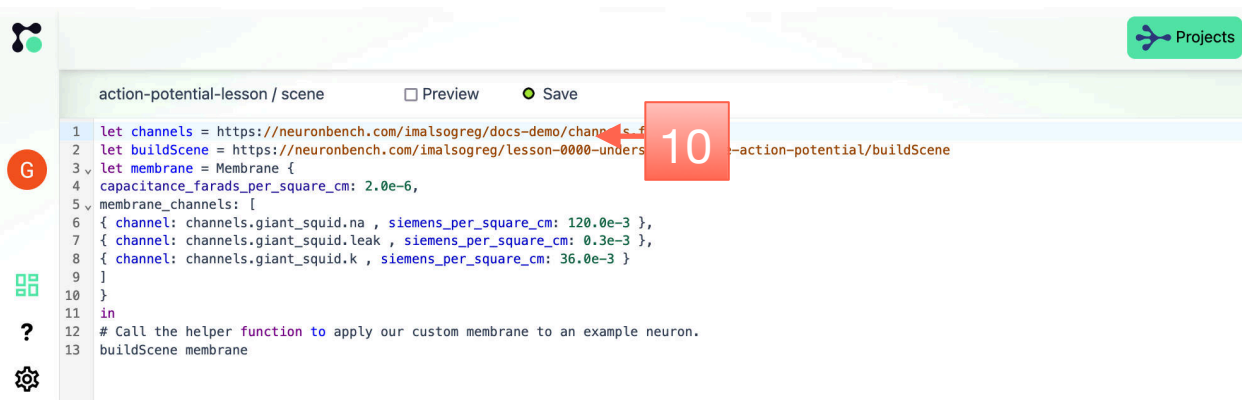 Projects
action-potential-lesson / scene Preview Save
1 let channels = https://neuronbench.com/imalsogreg/docs-demo/
2 let buildScene = https://neuronbench.com/imalsogreg/lesson-0000-unders -action-potential/buildScene
10
G
3 let membrane = Membrane {
4 capacitance_farads_per_square_cm: 2.0e-6,
5 membrane_channels: [
6 { channel: channels.giant_squid.na , siemens_per_square_cm: 120.0e-3 },
7 { channel: channels.giant_squid.leak , siemens_per_square_cm: 0.3e-3 },
8 { channel: channels.giant_squid.k , siemens_per_square_cm: 36.0e-3 }
9 ]
10 }
11 in
12 # Call the helper function to apply our custom membrane to an example neuron.
13 buildScene membrane
?